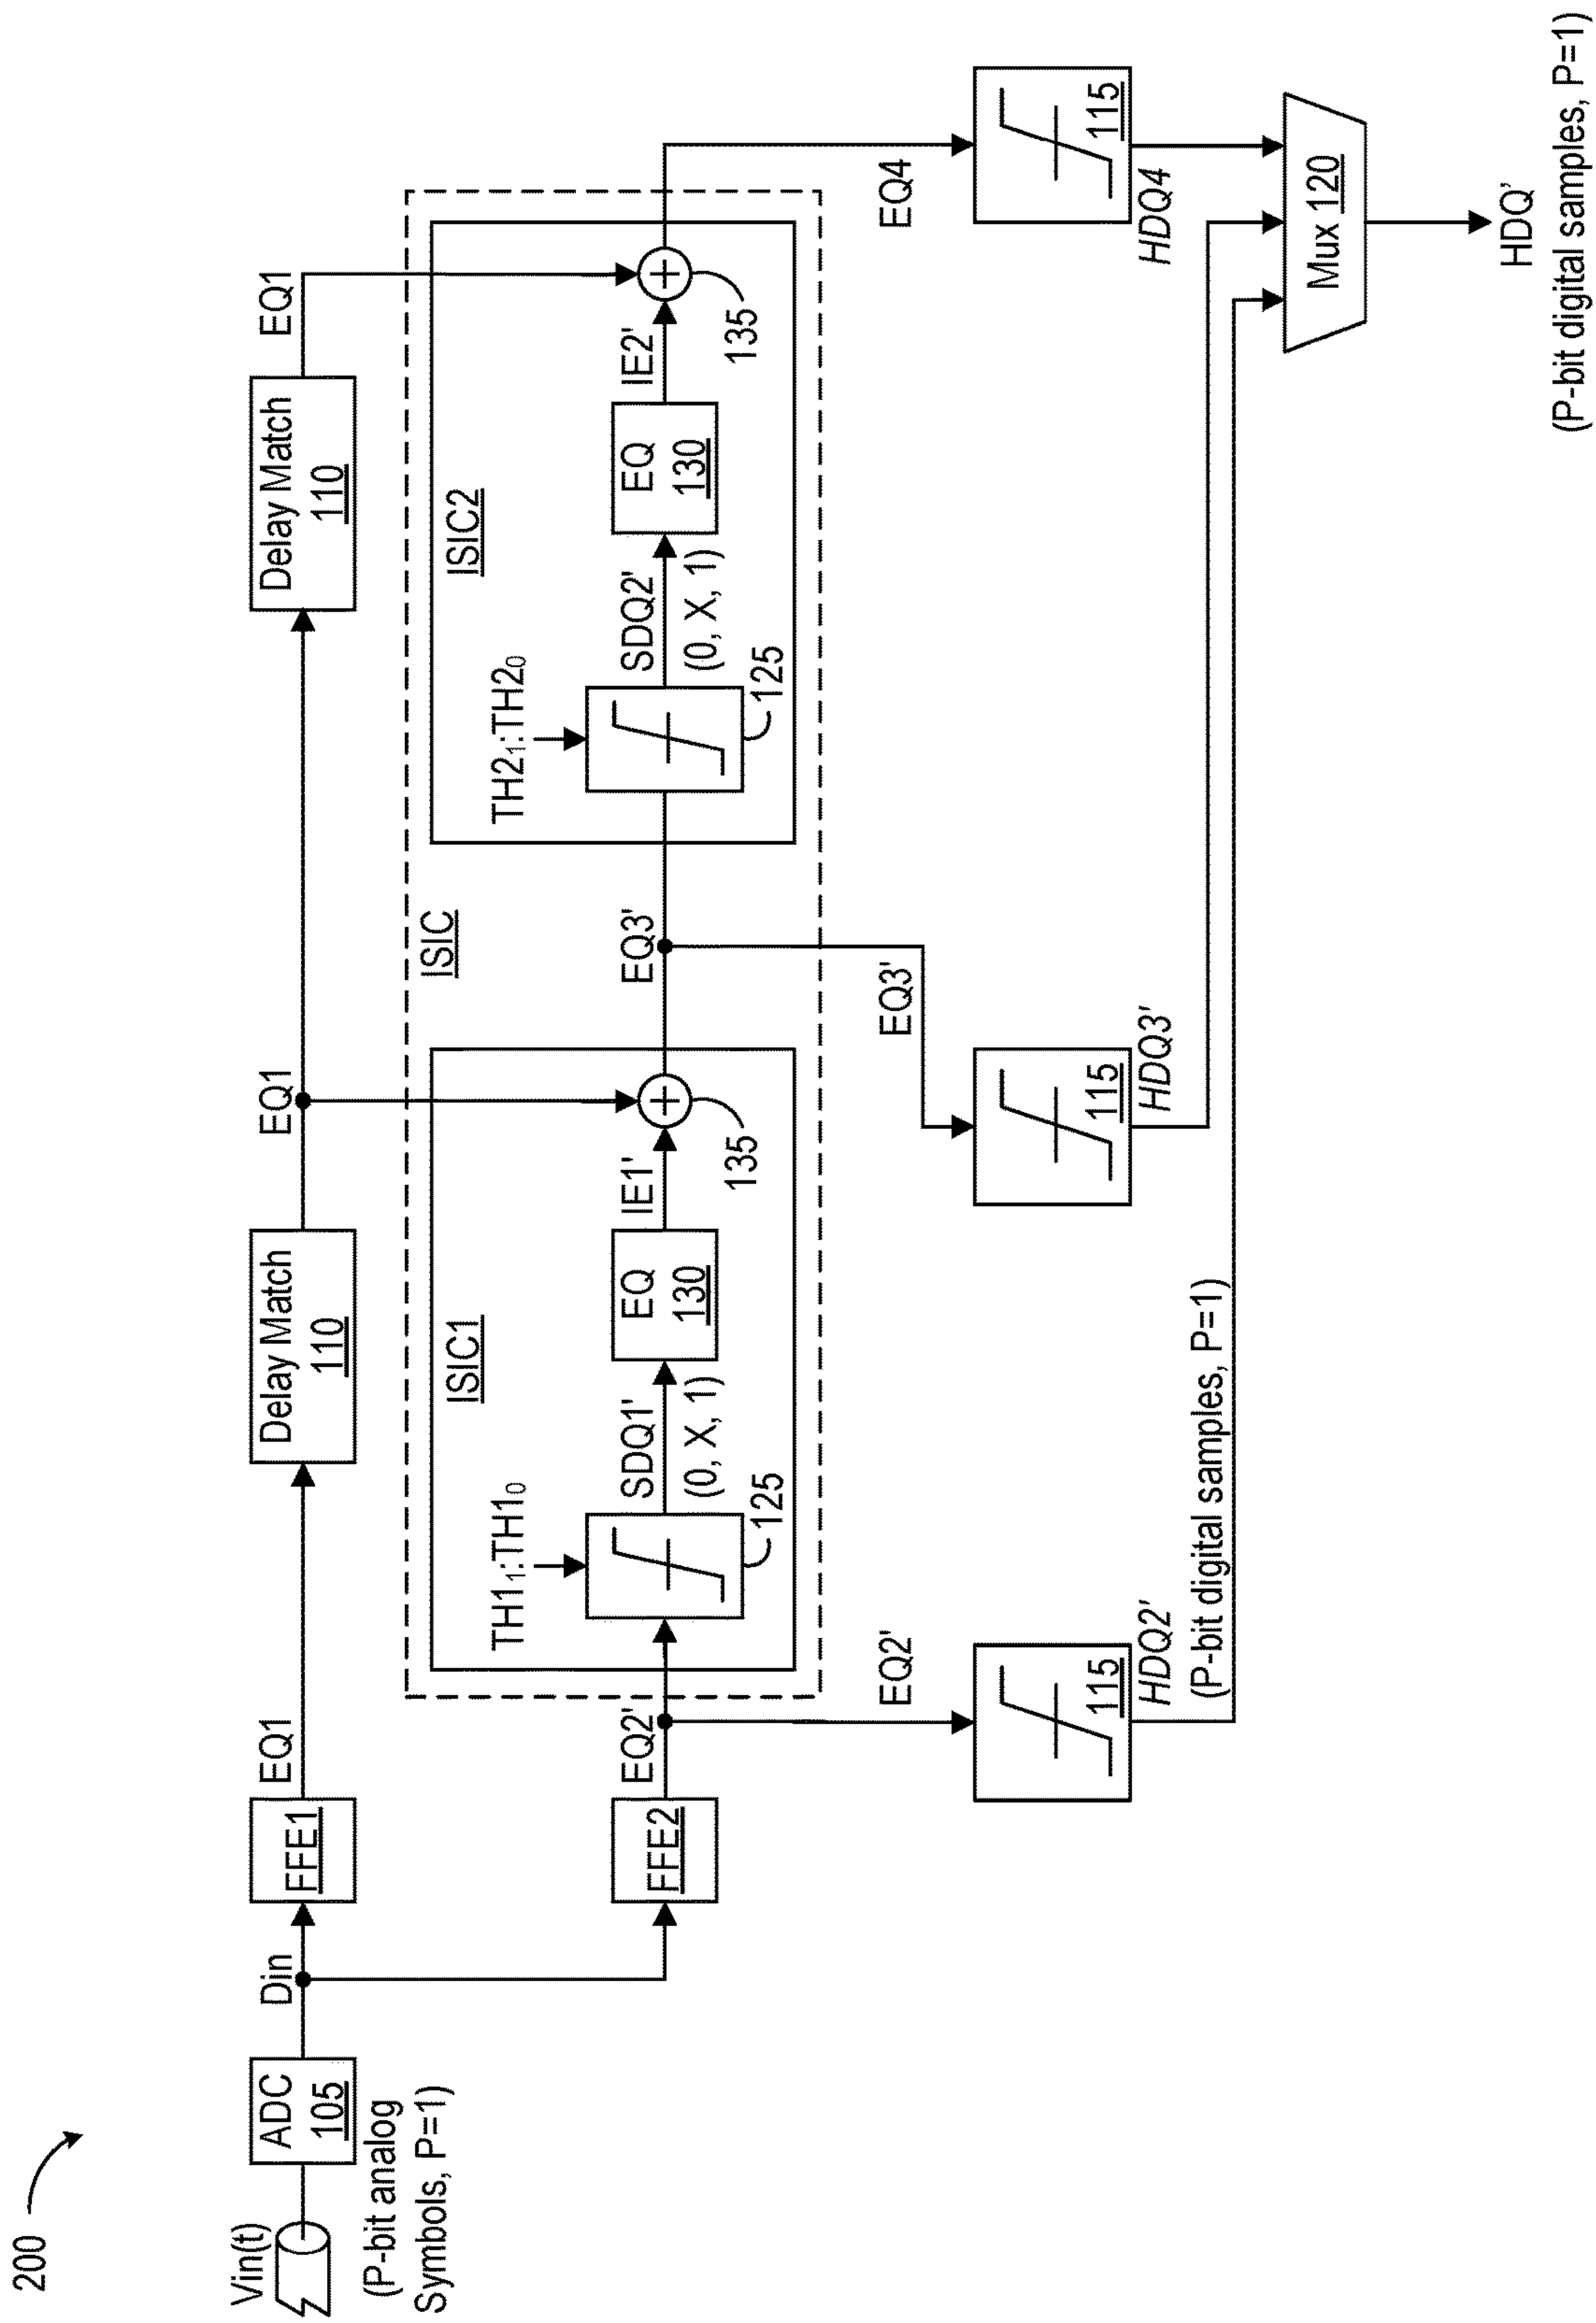 200
Vin(t)
(P-bit analog
Symbols, P=1)
ADC
105
Din
FFE1
EQ1
Delay Match
110
EQ1
Delay Match
110
EQ1
FFE2
EQ2'
ISIC
ISIC1
TH1₁:TH1₀
125
SDQ1'
(0, X, 1)
EQ
130
IE1'
135
EQ3'
ISIC2
TH2₁:TH2₀
125
SDQ2'
(0, X, 1)
EQ
130
IE2'
135
EQ2'
115
HDQ2'
(P-bit digital samples, P=1)
EQ3'
115
HDQ3'
EQ4
115
HDQ4
Mux 120
HDQ'
(P-bit digital samples, P=1)